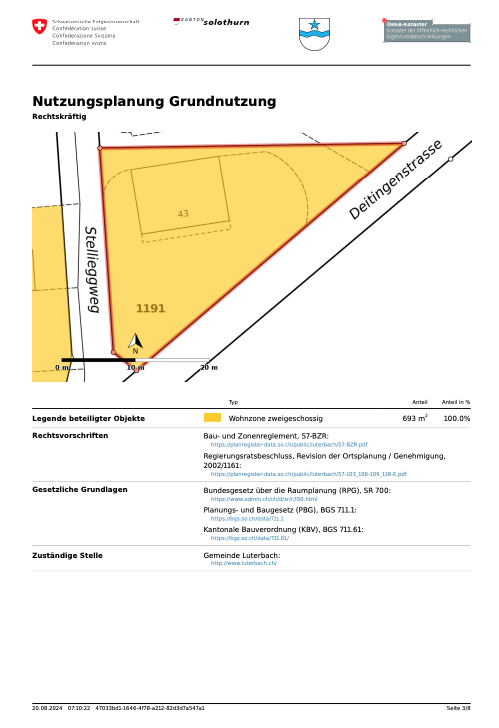 Schweizerische Eidgenossenschaft
Confédération suisse
Confederazione Svizzera
Confederaziun svizra
KANTON solothurn
ÖREB-Kataster
Kataster der öffentlich-rechtlichen
Eigentumsbeschränkungen
Nutzungsplanung Grundnutzung
Rechtskräftig
Deitingenstrasse
43
Stellieggweg
1191
N
0 m 10 m 20 m
Typ Anteil Anteil in %
Legende beteiligter Objekte Wohnzone zweigeschossig 693 m² 100.0%
Rechtsvorschriften Bau- und Zonenreglement, 57-BZR:
https://planregister-data.so.ch/public/luterbach/57-BZR.pdf
Regierungsratsbeschluss, Revision der Ortsplanung / Genehmigung,
2002/1161:
https://planregister-data.so.ch/public/luterbach/57-103_106-109_118-E.pdf
Gesetzliche Grundlagen Bundesgesetz über die Raumplanung (RPG), SR 700:
https://www.admin.ch/ch/d/sr/c700.html
Planungs- und Baugesetz (PBG), BGS 711.1:
https://bgs.so.ch/data/711.1
Kantonale Bauverordnung (KBV), BGS 711.61:
https://bgs.so.ch/data/711.61/
Zuständige Stelle Gemeinde Luterbach:
http://www.luterbach.ch/
20.08.2024 07:10:22 47033bd1-1646-4f78-a212-82d3d7a547a1 Seite 3/8